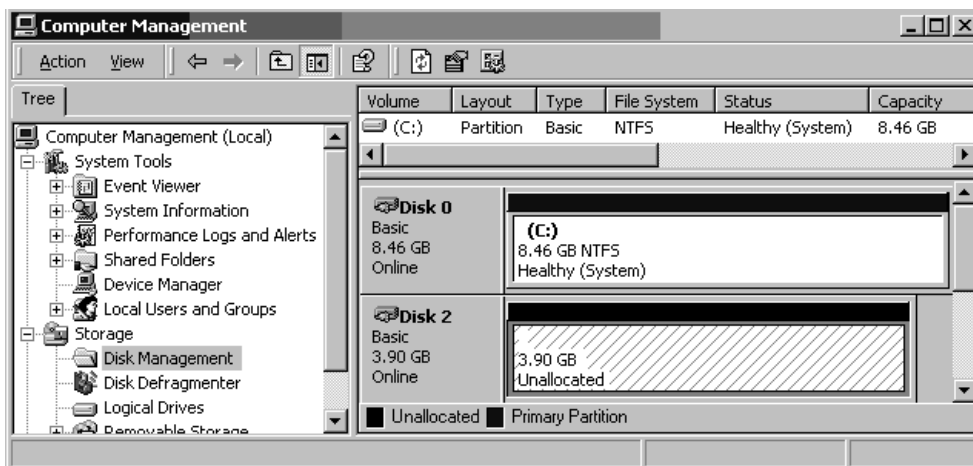 Computer Management
Action View
Tree
Computer Management (Local)
System Tools
Event Viewer
System Information
Performance Logs and Alerts
Shared Folders
Device Manager
Local Users and Groups
Storage
Disk Management
Disk Defragmenter
Logical Drives
Removable Storage
Volume Layout Type File System Status Capacity
(C:) Partition Basic NTFS Healthy (System) 8.46 GB
Disk 0
Basic
8.46 GB
Online
(C:)
8.46 GB NTFS
Healthy (System)
Disk 2
Basic
3.90 GB
Online
3.90 GB
Unallocated
Unallocated Primary Partition